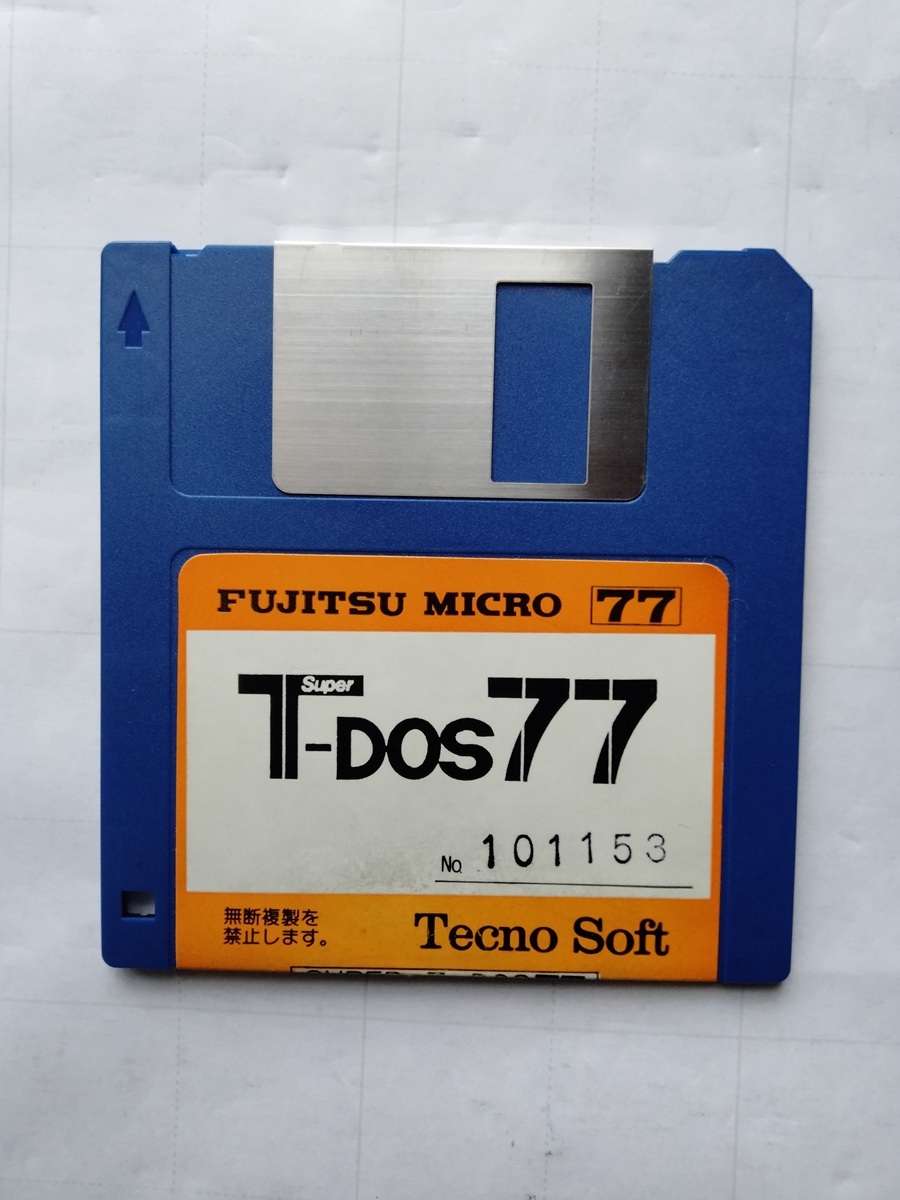 FUJITSU MICRO 77
Super
T-DOS77
No. 101153
無断複製を
禁止します。
Tecno Soft